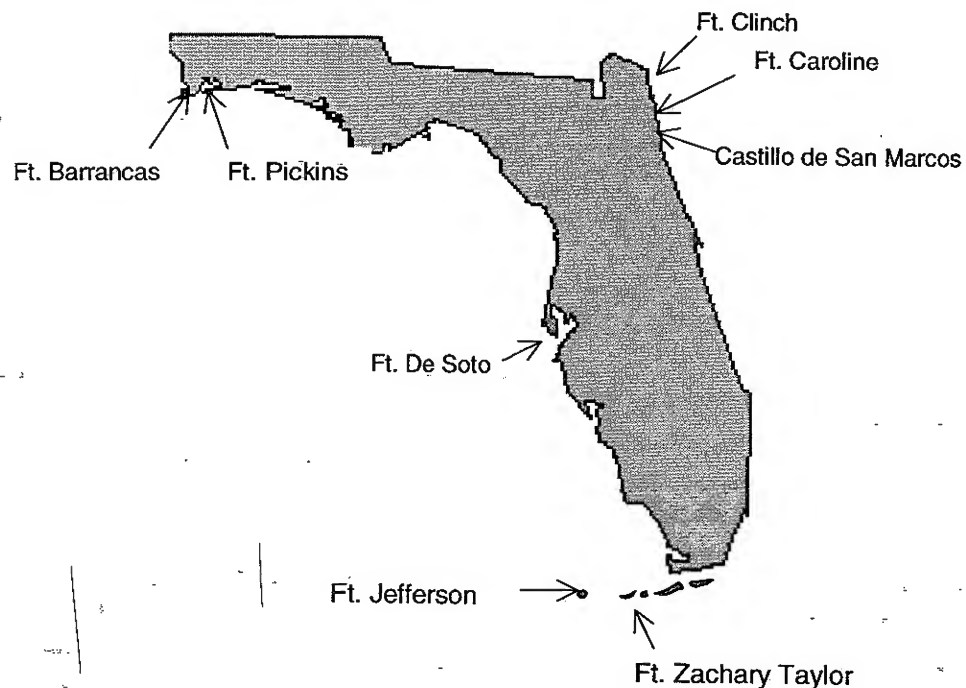 Ft. Clinch
Ft. Caroline
Castillo de San Marcos
Ft. Barrancas
Ft. Pickins
Ft. De Soto
Ft. Jefferson
Ft. Zachary Taylor